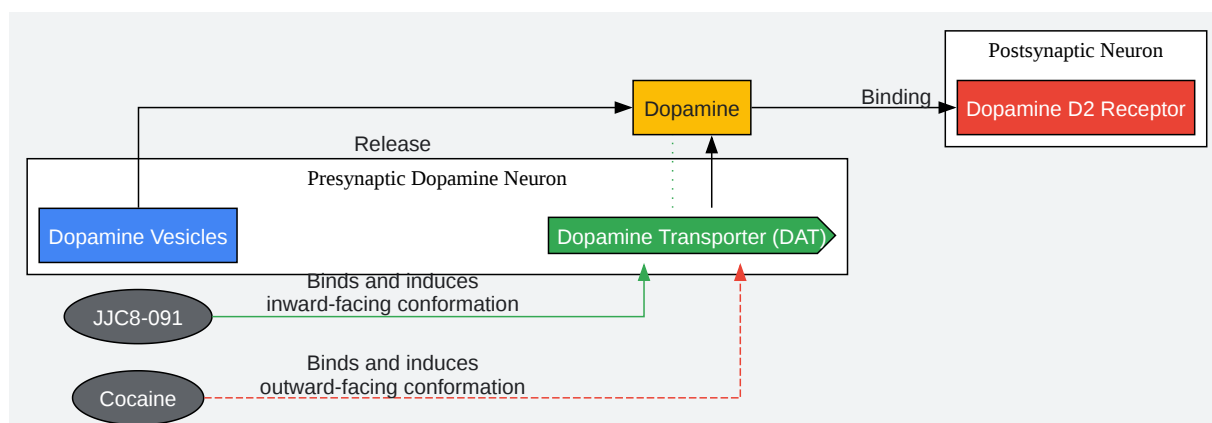 Postsynaptic Neuron
Dopamine
Binding
Dopamine D2 Receptor
Release
Presynaptic Dopamine Neuron
Dopamine Vesicles
Dopamine Transporter (DAT)
Binds and induces
inward-facing conformation
JJC8-091
Binds and induces
outward-facing conformation
Cocaine